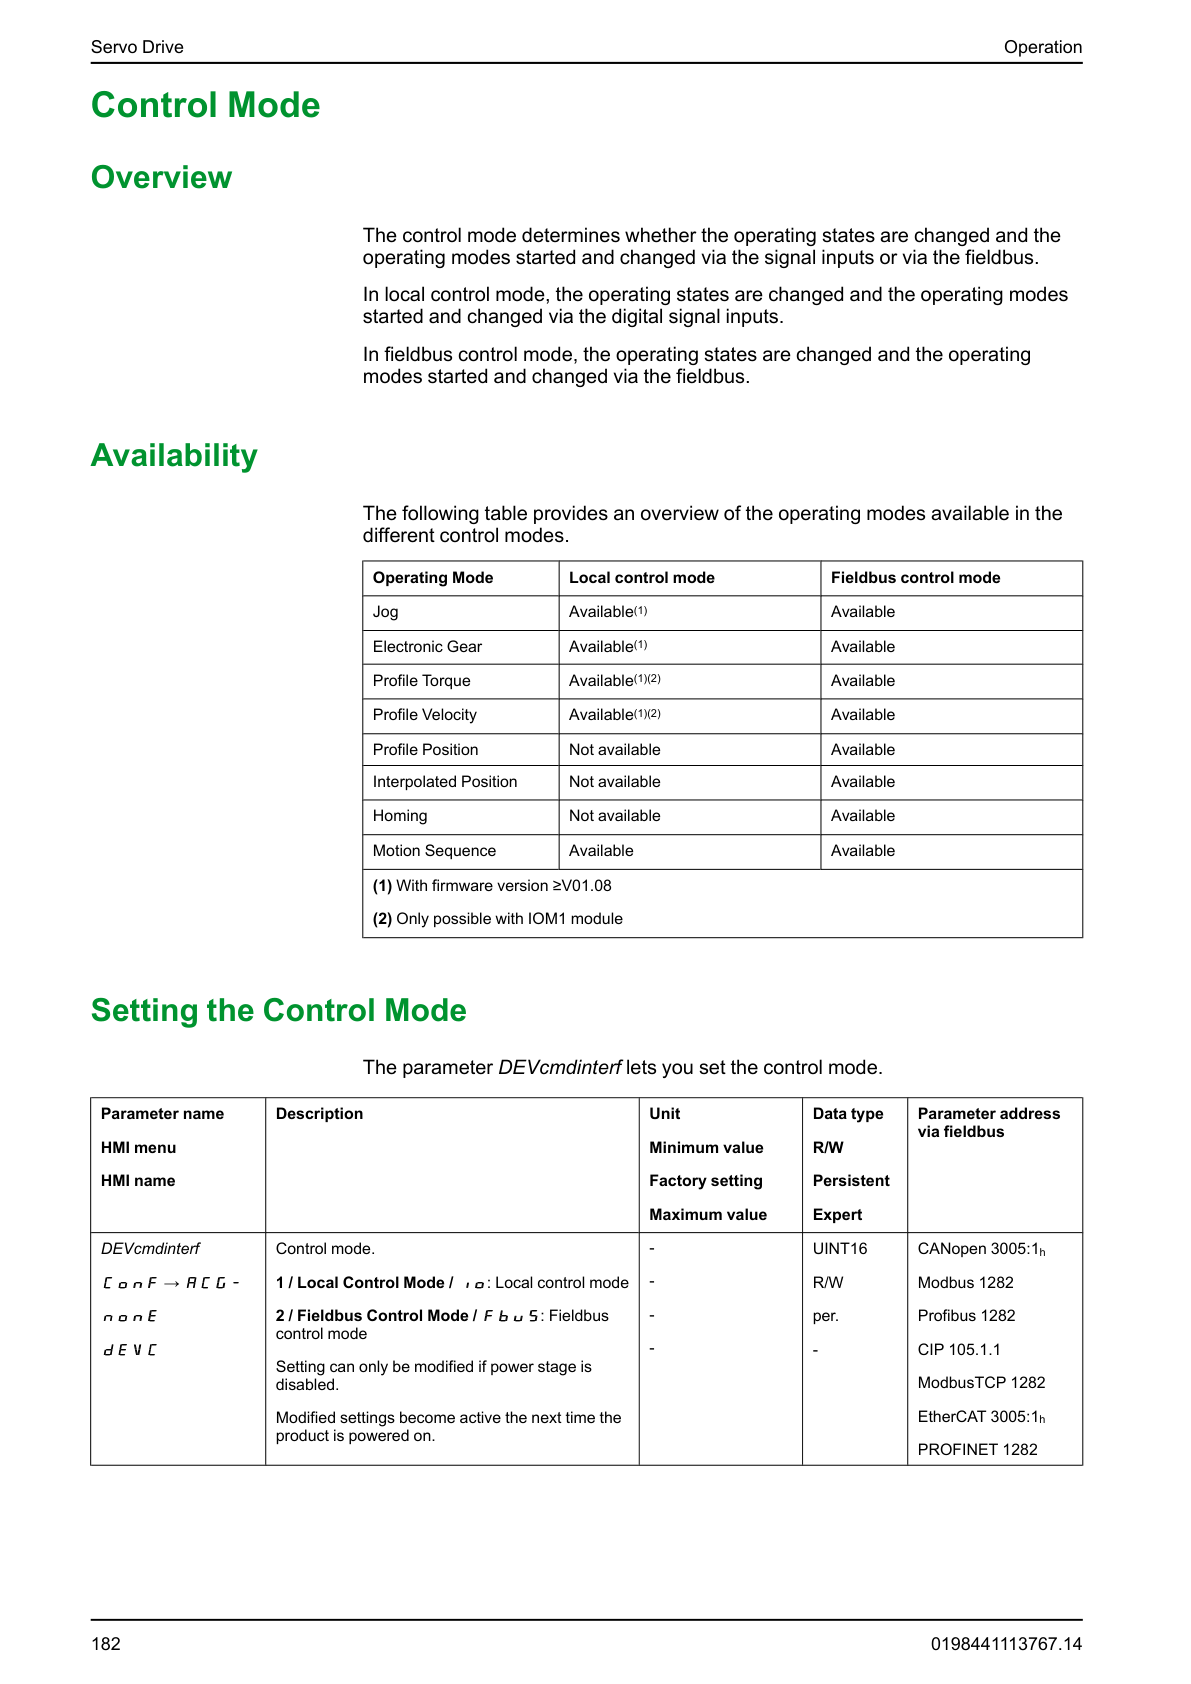 Servo Drive Operation
Control Mode
Overview
The control mode determines whether the operating states are changed and the
operating modes started and changed via the signal inputs or via the fieldbus.
In local control mode, the operating states are changed and the operating modes
started and changed via the digital signal inputs.
In fieldbus control mode, the operating states are changed and the operating
modes started and changed via the fieldbus.
Availability
The following table provides an overview of the operating modes available in the
different control modes.
Operating Mode Local control mode Fieldbus control mode
Jog Available(1) Available
Electronic Gear Available(1) Available
Profile Torque Available(1)(2) Available
Profile Velocity Available(1)(2) Available
Profile Position Not available Available
Interpolated Position Not available Available
Homing Not available Available
Motion Sequence Available Available
(1) With firmware version ≥V01.08
(2) Only possible with IOM1 module
Setting the Control Mode
The parameter DEVcmdinterf lets you set the control mode.
Parameter name
HMI menu
HMI name
Description
Unit
Minimum value
Factory setting
Maximum value
Data type
R/W
Persistent
Expert
Parameter address
via fieldbus
DEVcmdinterf
ConF → ACG-
nonE
dEVC
Control mode.
1 / Local Control Mode / io: Local control mode
2 / Fieldbus Control Mode / FbuS: Fieldbus
control mode
Setting can only be modified if power stage is
disabled.
Modified settings become active the next time the
product is powered on.
-
-
-
-
UINT16
R/W
per.
-
CANopen 3005:1h
Modbus 1282
Profibus 1282
CIP 105.1.1
ModbusTCP 1282
EtherCAT 3005:1h
PROFINET 1282
182 0198441113767.14